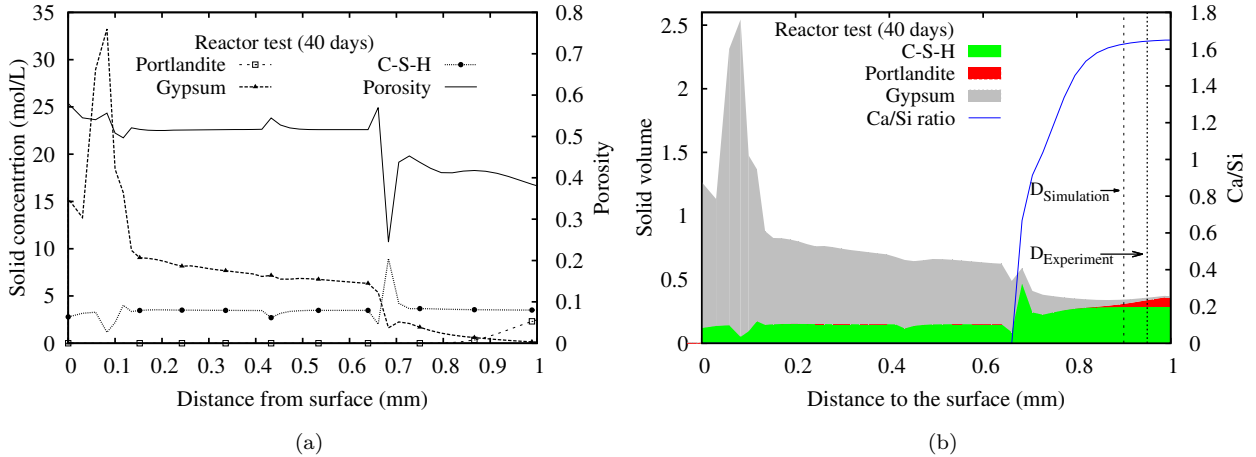 Reactor test (40 days)
Portlandite
Gypsum
C-S-H
Porosity
Solid concentrtion (mol/L)
35
30
25
20
15
10
5
0
0.8
0.7
0.6
0.5
0.4
0.3
0.2
0.1
0
Porosity
0 0.1 0.2 0.3 0.4 0.5 0.6 0.7 0.8 0.9 1
Distance from surface (mm)
(a)
Reactor test (40 days)
C-S-H
Portlandite
Gypsum
Ca/Si ratio
Solid volume
2.5
2
1.5
1
0.5
0
D Simulation
D Experiment
1.8
1.6
1.4
1.2
1
0.8
0.6
0.4
0.2
0
Ca/Si
0 0.2 0.4 0.6 0.8 1
Distance to the surface (mm)
(b)